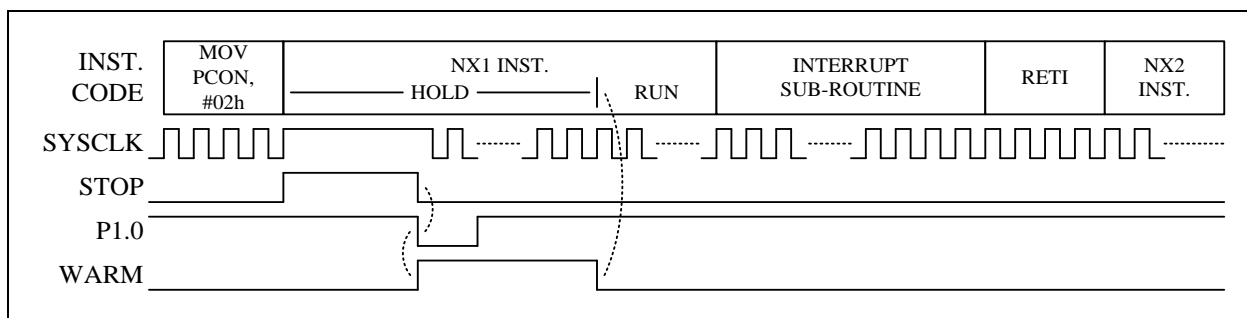 INST.
CODE
MOV
PCON,
#02h
NX1 INST.
HOLD
RUN
INTERRUPT
SUB-ROUTINE
RETI
NX2
INST.
SYSCLK
STOP
P1.0
WARM